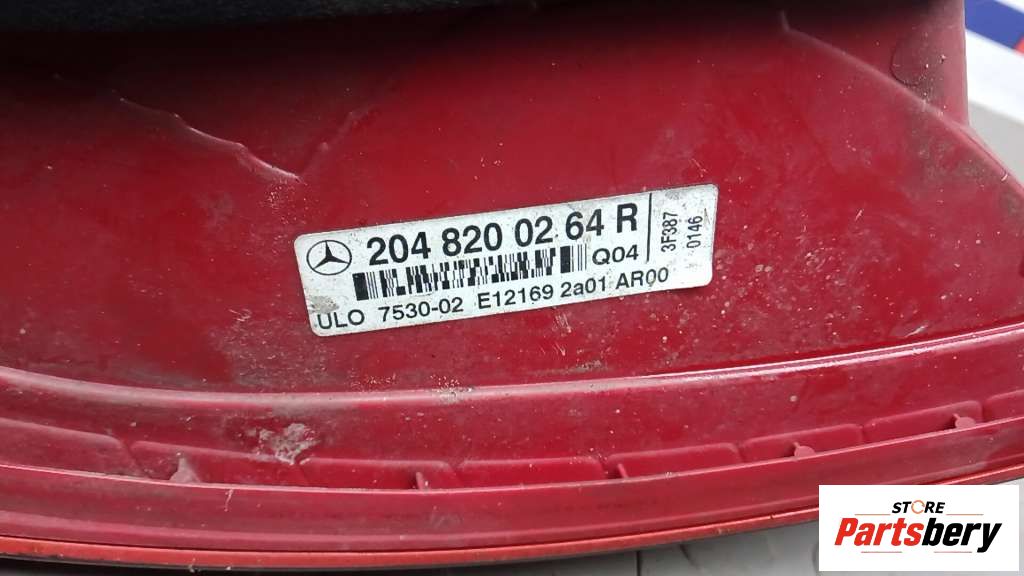 204 820 02 64 R
Q04
ULO 7530-02 E12169 2a01 AR00
3F387
0146
STORE
Partsbery